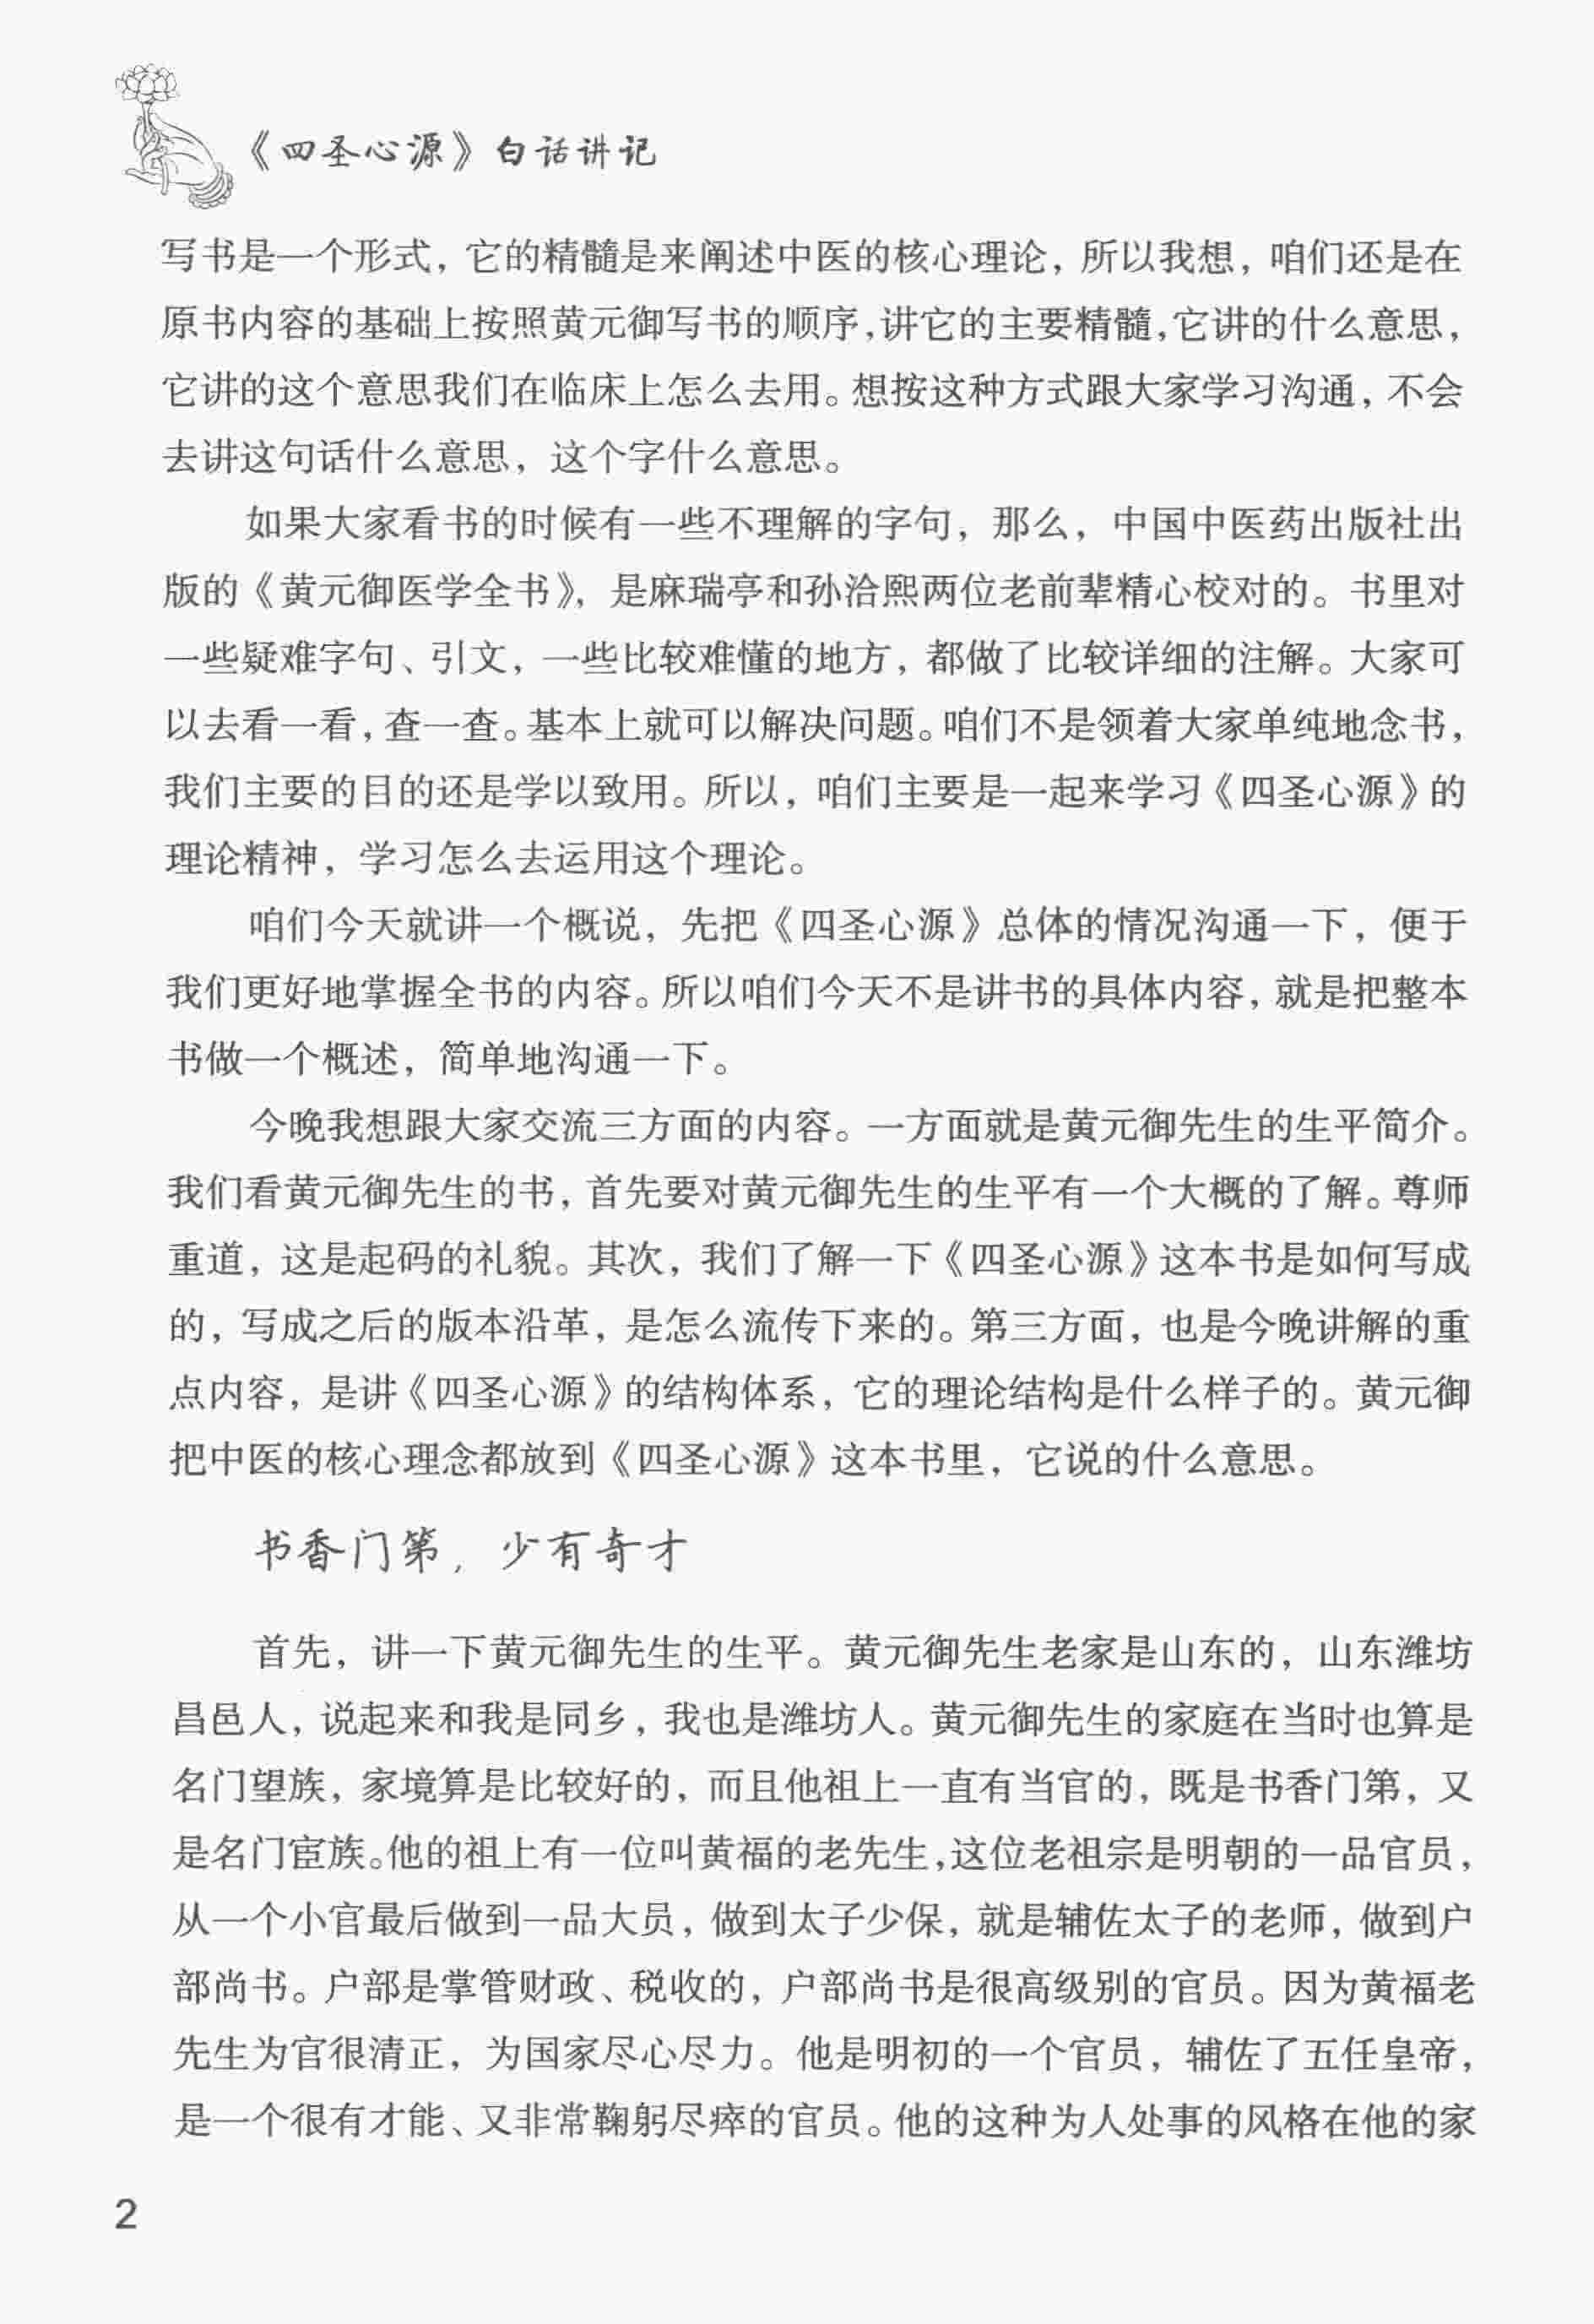 《四圣心源》白话讲记
写书是一个形式，它的精髓是来阐述中医的核心理论，所以我想，咱们还是在
原书内容的基础上按照黄元御写书的顺序，讲它的主要精髓，它讲的什么意思，
它讲的这个意思我们在临床上怎么去用。想按这种方式跟大家学习沟通，不会
去讲这句话什么意思，这个字什么意思。
如果大家看书的时候有一些不理解的字句，那么，中国中医药出版社出
版的《黄元御医学全书》，是麻瑞亭和孙洽熙两位老前辈精心校对的。书里对
一些疑难字句、引文，一些比较难懂的地方，都做了比较详细的注解。大家可
以去看一看，查一查。基本上就可以解决问题。咱们不是领着大家单纯地念书，
我们主要的目的还是学以致用。所以，咱们主要是一起来学习《四圣心源》的
理论精神，学习怎么去运用这个理论。
咱们今天就讲一个概说，先把《四圣心源》总体的情况沟通一下，便于
我们更好地掌握全书的内容。所以咱们今天不是讲书的具体内容，就是把整本
书做一个概述，简单地沟通一下。
今晚我想跟大家交流三方面的内容。一方面就是黄元御先生的生平简介。
我们看黄元御先生的书，首先要对黄元御先生的生平有一个大概的了解。尊师
重道，这是起码的礼貌。其次，我们了解一下《四圣心源》这本书是如何写成
的，写成之后的版本沿革，是怎么流传下来的。第三方面，也是今晚讲解的重
点内容，是讲《四圣心源》的结构体系，它的理论结构是什么样子的。黄元御
把中医的核心理念都放到《四圣心源》这本书里，它说的什么意思。
书香门第，少有奇才
首先，讲一下黄元御先生的生平。黄元御先生老家是山东的，山东潍坊
昌邑人，说起来和我是同乡，我也是潍坊人。黄元御先生的家庭在当时也算是
名门望族，家境算是比较好的，而且他祖上一直有当官的，既是书香门第，又
是名门宦族。他的祖上有一位叫黄福的老先生，这位老祖宗是明朝的一品官员，
从一个小官最后做到一品大员，做到太子少保，就是辅佐太子的老师，做到户
部尚书。户部是掌管财政、税收的，户部尚书是很高级别的官员。因为黄福老
先生为官很清正，为国家尽心尽力。他是明初的一个官员，辅佐了五任皇帝，
是一个很有才能、又非常鞠躬尽瘁的官员。他的这种为人处事的风格在他的家
2